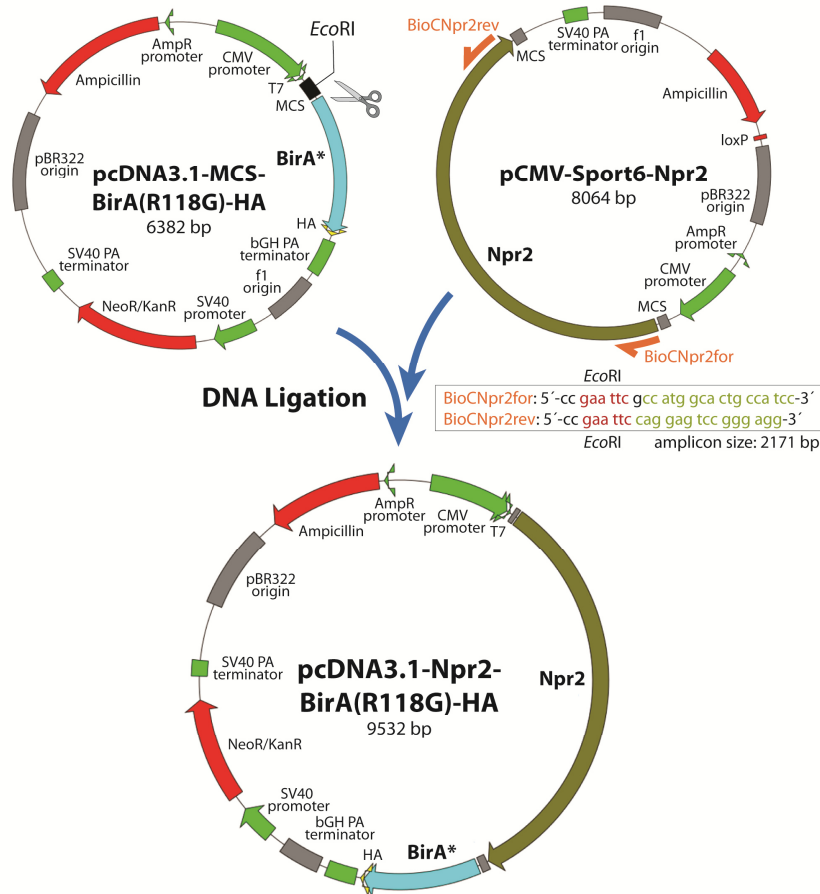 EcoRI
AmpR
promoter
CMV
promoter
T7
MCS
Ampicillin
BirA*
pBR322
origin
pcDNA3.1-MCS-
BirA(R118G)-HA
6382 bp
HA
bGH PA
terminator
f1
origin
SV40 PA
terminator
SV40
promoter
NeoR/KanR
BioCNpr2rev
MCS
SV40 PA
terminator
f1
origin
Ampicillin
loxP
pCMV-Sport6-Npr2
8064 bp
pBR322
origin
AmpR
promoter
CMV
promoter
Npr2
MCS
BioCNpr2for
DNA Ligation
EcoRI
BioCNpr2for: 5´-cc gaa ttc gcc atg gca ctg cca tcc-3´
BioCNpr2rev: 5´-cc gaa ttc cag gag tcc ggg agg-3´
EcoRI amplicon size: 2171 bp
AmpR
promoter
CMV
promoter
T7
Ampicillin
pBR322
origin
SV40 PA
terminator
pcDNA3.1-Npr2-
BirA(R118G)-HA
9532 bp
Npr2
NeoR/KanR
SV40
promoter
bGH PA
terminator
HA
BirA*